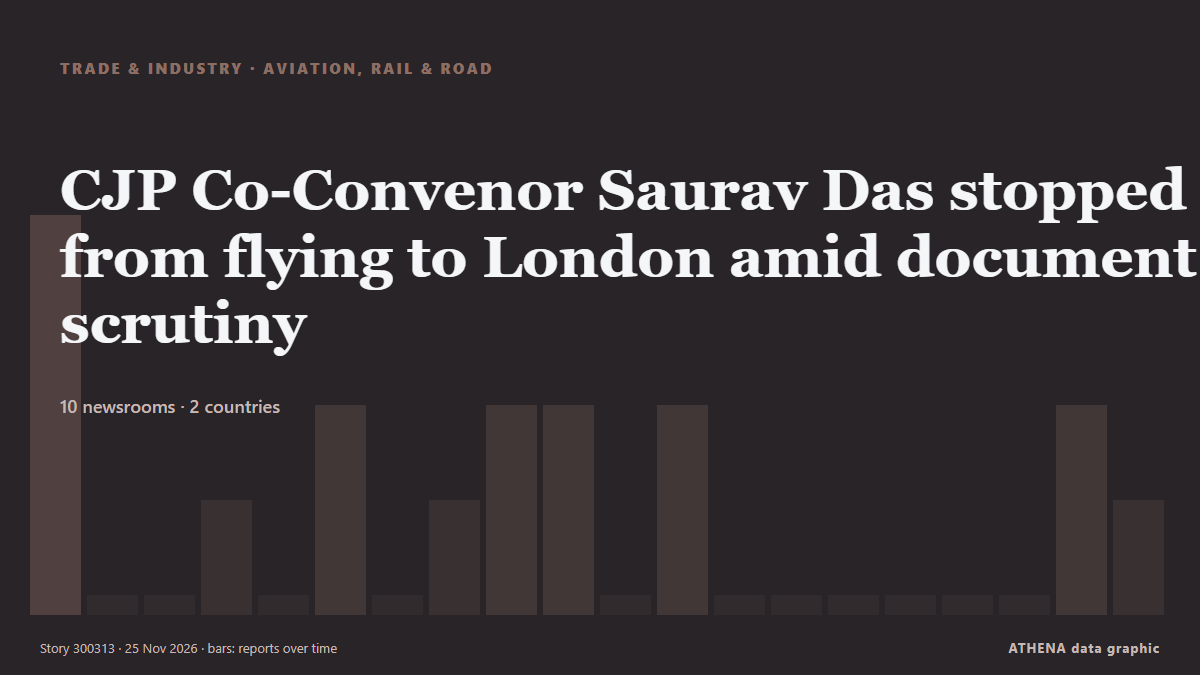 TRADE & INDUSTRY · AVIATION, RAIL & ROAD
CJP Co-Convenor Saurav Das stopped
from flying to London amid document
scrutiny
10 newsrooms · 2 countries
Story 300313 · 25 Nov 2026 · bars: reports over time
ATHENA data graphic